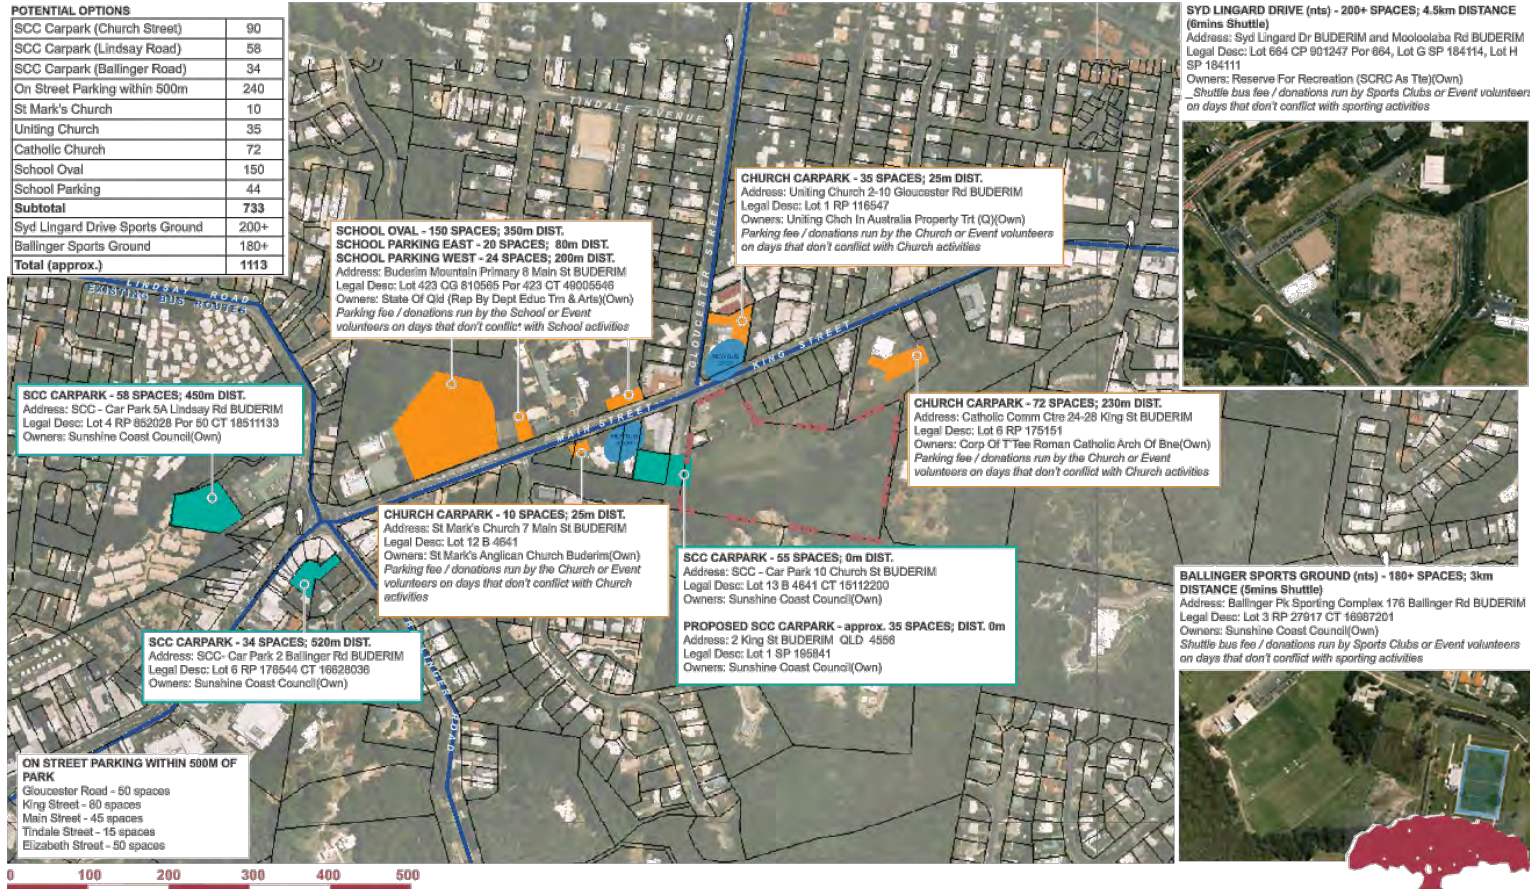 POTENTIAL OPTIONS
SCC Carpark (Church Street) 90
SCC Carpark (Lindsay Road) 58
SCC Carpark (Ballinger Road) 34
On Street Parking within 500m 240
St Mark's Church 10
Uniting Church 35
Catholic Church 72
School Oval 150
School Parking 44
Subtotal 733
Syd Lingard Drive Sports Ground 200+
Ballinger Sports Ground 180+
Total (approx.) 1113
SYD LINGARD DRIVE (nts) - 200+ SPACES; 4.5km DISTANCE
(6mins Shuttle)
Address: Syd Lingard Dr BUDERIM and Mooloolaba Rd BUDERIM
Legal Desc: Lot 664 CP 901247 Por 664, Lot G SP 184114, Lot H
SP 184111
Owners: Reserve For Recreation (SCRC As Tte)(Own)
_Shuttle bus fee / donations run by Sports Clubs or Event volunteers
on days that don't conflict with sporting activities
TINDALE AVENUE
CHURCH CARPARK - 35 SPACES; 25m DIST.
Address: Uniting Church 2-10 Gloucester Rd BUDERIM
Legal Desc: Lot 1 RP 116547
Owners: Uniting Chch In Australia Property Trt (Q)(Own)
Parking fee / donations run by the Church or Event volunteers
on days that don't conflict with Church activities
SCHOOL OVAL - 150 SPACES; 350m DIST.
SCHOOL PARKING EAST - 20 SPACES; 80m DIST.
SCHOOL PARKING WEST - 24 SPACES; 200m DIST.
Address: Buderim Mountain Primary 8 Main St BUDERIM
Legal Desc: Lot 423 CG 810565 Por 423 CT 49005546
Owners: State Of Qld (Rep By Dept Educ Trn & Arts)(Own)
Parking fee / donations run by the School or Event
volunteers on days that don't conflict with School activities
LINDSAY ROAD
EXISTING BUS ROUTES
GLOUCESTER STREET
KING STREET
MAIN STREET
SCC CARPARK - 58 SPACES; 450m DIST.
Address: SCC - Car Park 5A Lindsay Rd BUDERIM
Legal Desc: Lot 4 RP 852028 Por 50 CT 18511133
Owners: Sunshine Coast Council(Own)
CHURCH CARPARK - 72 SPACES; 230m DIST.
Address: Catholic Comm Ctre 24-28 King St BUDERIM
Legal Desc: Lot 6 RP 175151
Owners: Corp Of T'Tee Roman Catholic Arch Of Bne(Own)
Parking fee / donations run by the Church or Event
volunteers on days that don't conflict with Church activities
CHURCH CARPARK - 10 SPACES; 25m DIST.
Address: St Mark's Church 7 Main St BUDERIM
Legal Desc: Lot 12 B 4641
Owners: St Mark's Anglican Church Buderim(Own)
Parking fee / donations run by the Church or Event
volunteers on days that don't conflict with Church
activities
SCC CARPARK - 55 SPACES; 0m DIST.
Address: SCC - Car Park 10 Church St BUDERIM
Legal Desc: Lot 13 B 4641 CT 15112200
Owners: Sunshine Coast Council(Own)
PROPOSED SCC CARPARK - approx. 35 SPACES; DIST. 0m
Address: 2 King St BUDERIM QLD 4556
Legal Desc: Lot 1 SP 195841
Owners: Sunshine Coast Council(Own)
BALLINGER SPORTS GROUND (nts) - 180+ SPACES; 3km
DISTANCE (5mins Shuttle)
Address: Ballinger Pk Sporting Complex 176 Ballinger Rd BUDERIM
Legal Desc: Lot 3 RP 27917 CT 16987201
Owners: Sunshine Coast Council(Own)
Shuttle bus fee / donations run by Sports Clubs or Event volunteers
on days that don't conflict with sporting activities
SCC CARPARK - 34 SPACES; 520m DIST.
Address: SCC- Car Park 2 Ballinger Rd BUDERIM
Legal Desc: Lot 6 RP 176544 CT 16628036
Owners: Sunshine Coast Council(Own)
BALLINGER ROAD
ON STREET PARKING WITHIN 500M OF
PARK
Gloucester Road - 50 spaces
King Street - 80 spaces
Main Street - 45 spaces
Tindale Street - 15 spaces
Elizabeth Street - 50 spaces
0 100 200 300 400 500